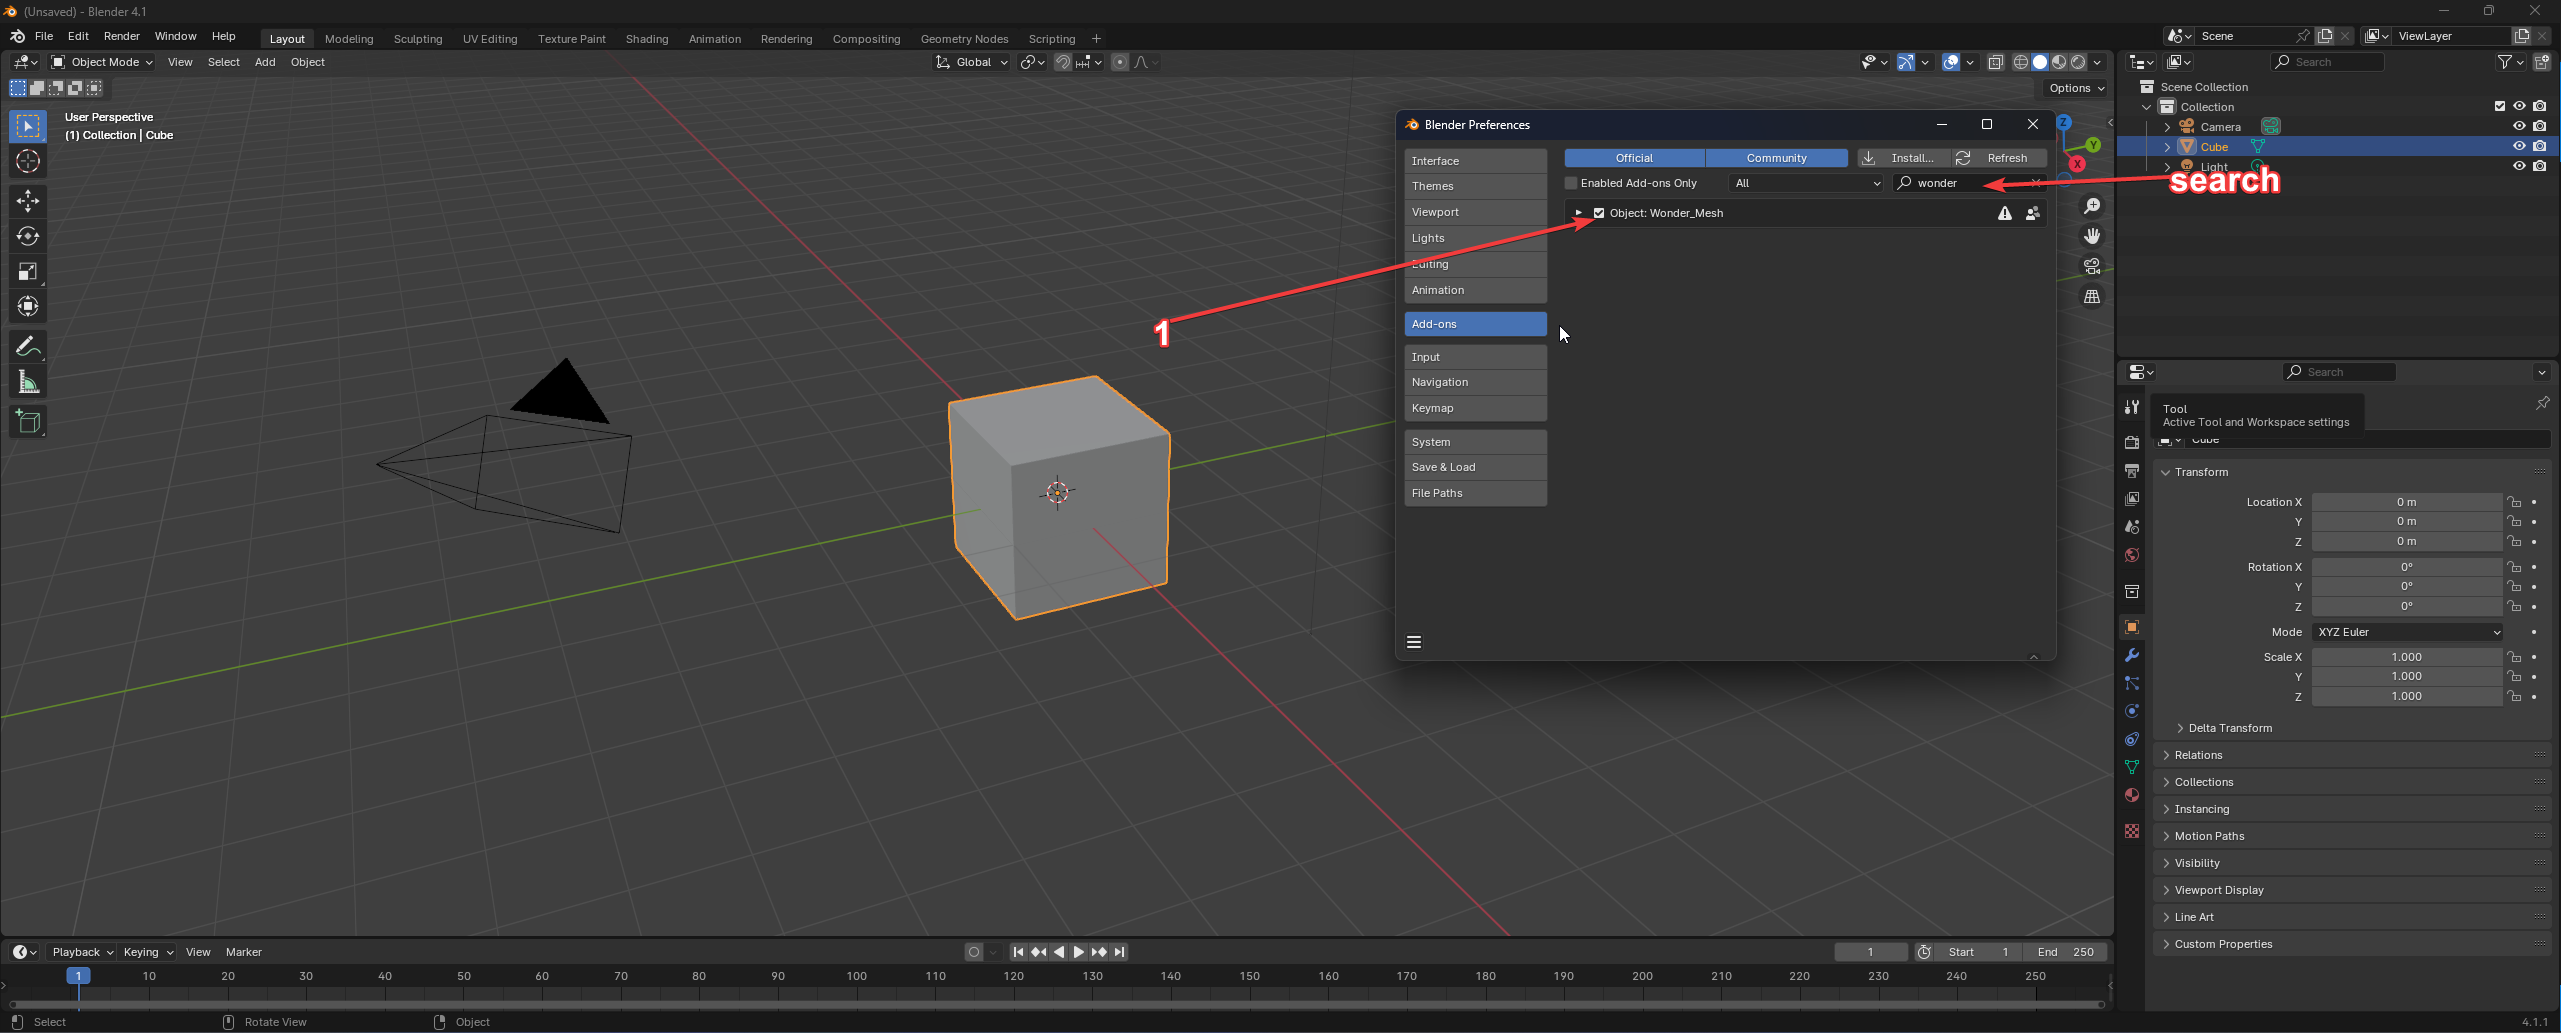 (Unsaved) - Blender 4.1
File Edit Render Window Help Layout Modeling Sculpting UV Editing Texture Paint Shading Animation Rendering Compositing Geometry Nodes Scripting + Scene ViewLayer
Object Mode View Select Add Object Global Search
Options
User Perspective
(1) Collection | Cube
Scene Collection
Collection
Camera
Cube
Light
Z
Y
X
Blender Preferences
Interface
Themes
Viewport
Lights
Editing
Animation
Add-ons
Input
Navigation
Keymap
System
Save & Load
File Paths
Official Community Install... Refresh
Enabled Add-ons Only All wonder
Object: Wonder_Mesh
search
1
Search
Tool
Active Tool and Workspace settings
Cube
Transform
Location X 0 m
Y 0 m
Z 0 m
Rotation X 0°
Y 0°
Z 0°
Mode XYZ Euler
Scale X 1.000
Y 1.000
Z 1.000
Delta Transform
Relations
Collections
Instancing
Motion Paths
Visibility
Viewport Display
Line Art
Custom Properties
Playback Keying View Marker 1 Start 1 End 250
1 10 20 30 40 50 60 70 80 90 100 110 120 130 140 150 160 170 180 190 200 210 220 230 240 250
Select Rotate View Object 4.1.1